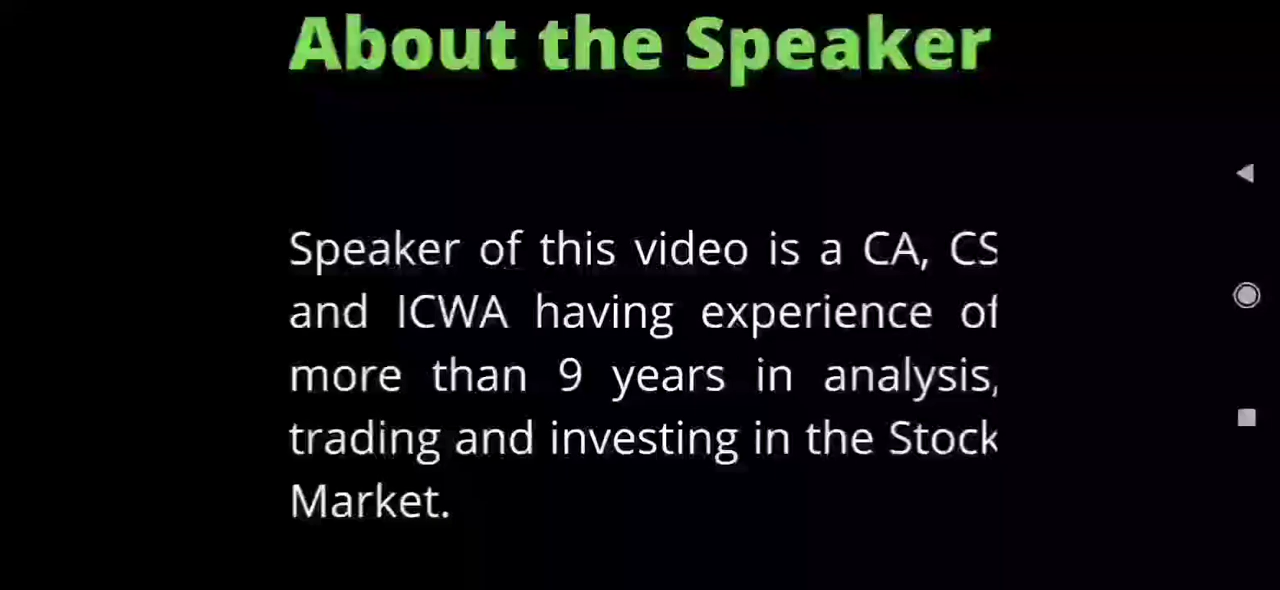 About the Speaker
Speaker of this video is a CA, CS
and ICWA having experience of
more than 9 years in analysis,
trading and investing in the Stock
Market.